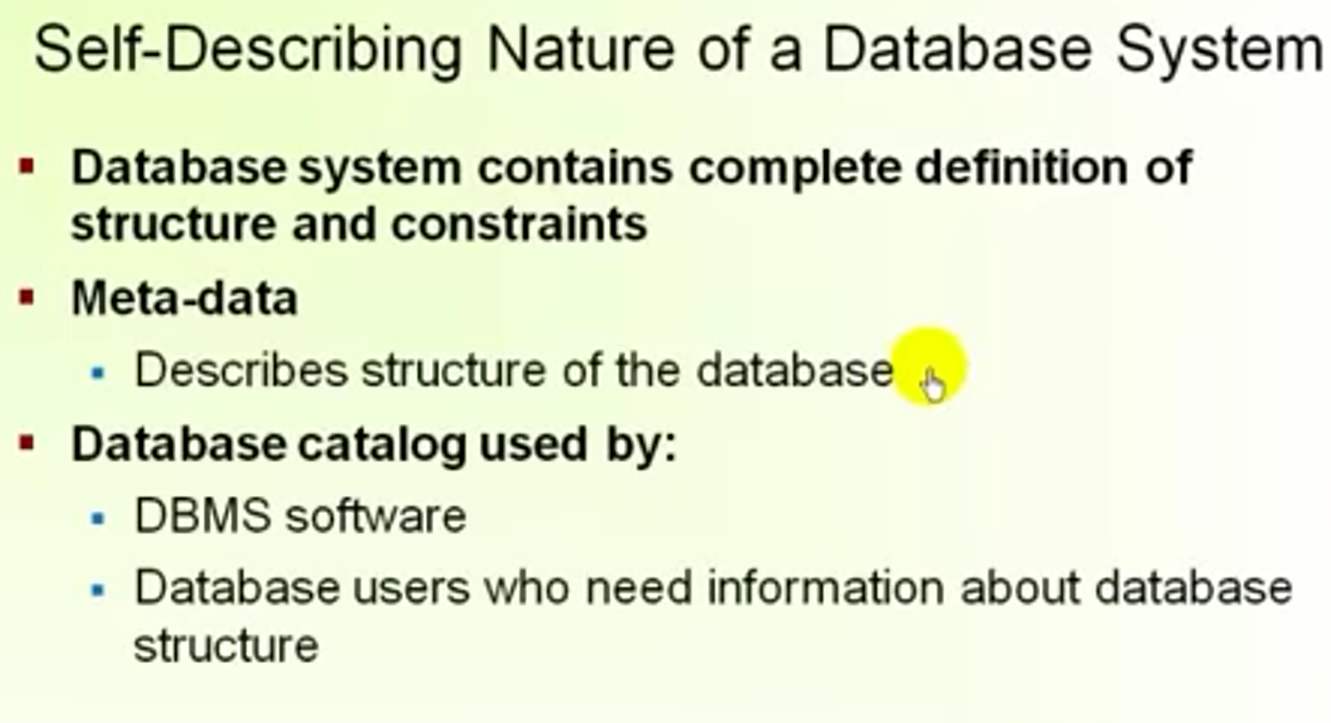 Self-Describing Nature of a Database System
Database system contains complete definition of
structure and constraints
Meta-data
Describes structure of the database
Database catalog used by:
DBMS software
Database users who need information about database
structure